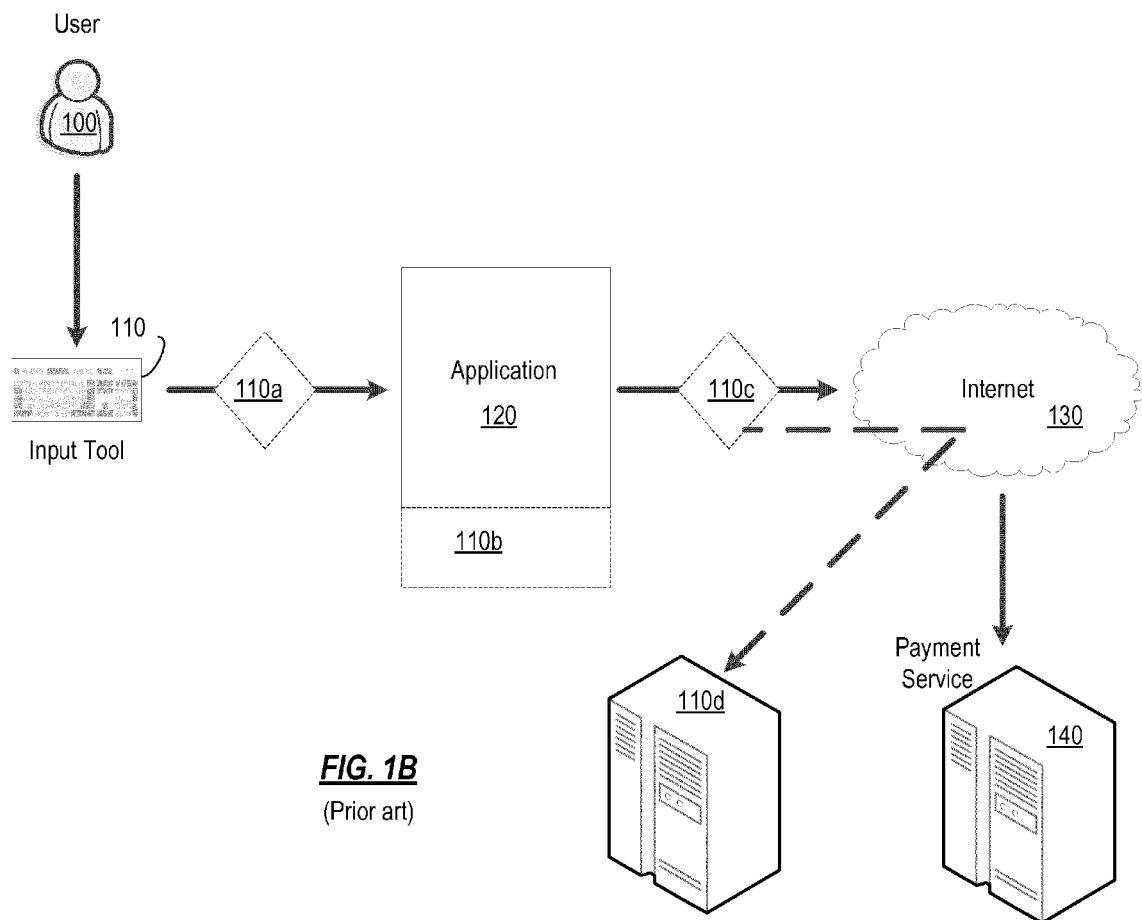 User
100
110
Input Tool
110a
Application
120
110b
110c
Internet
130
Payment
Service
110d
140
FIG. 1B
(Prior art)